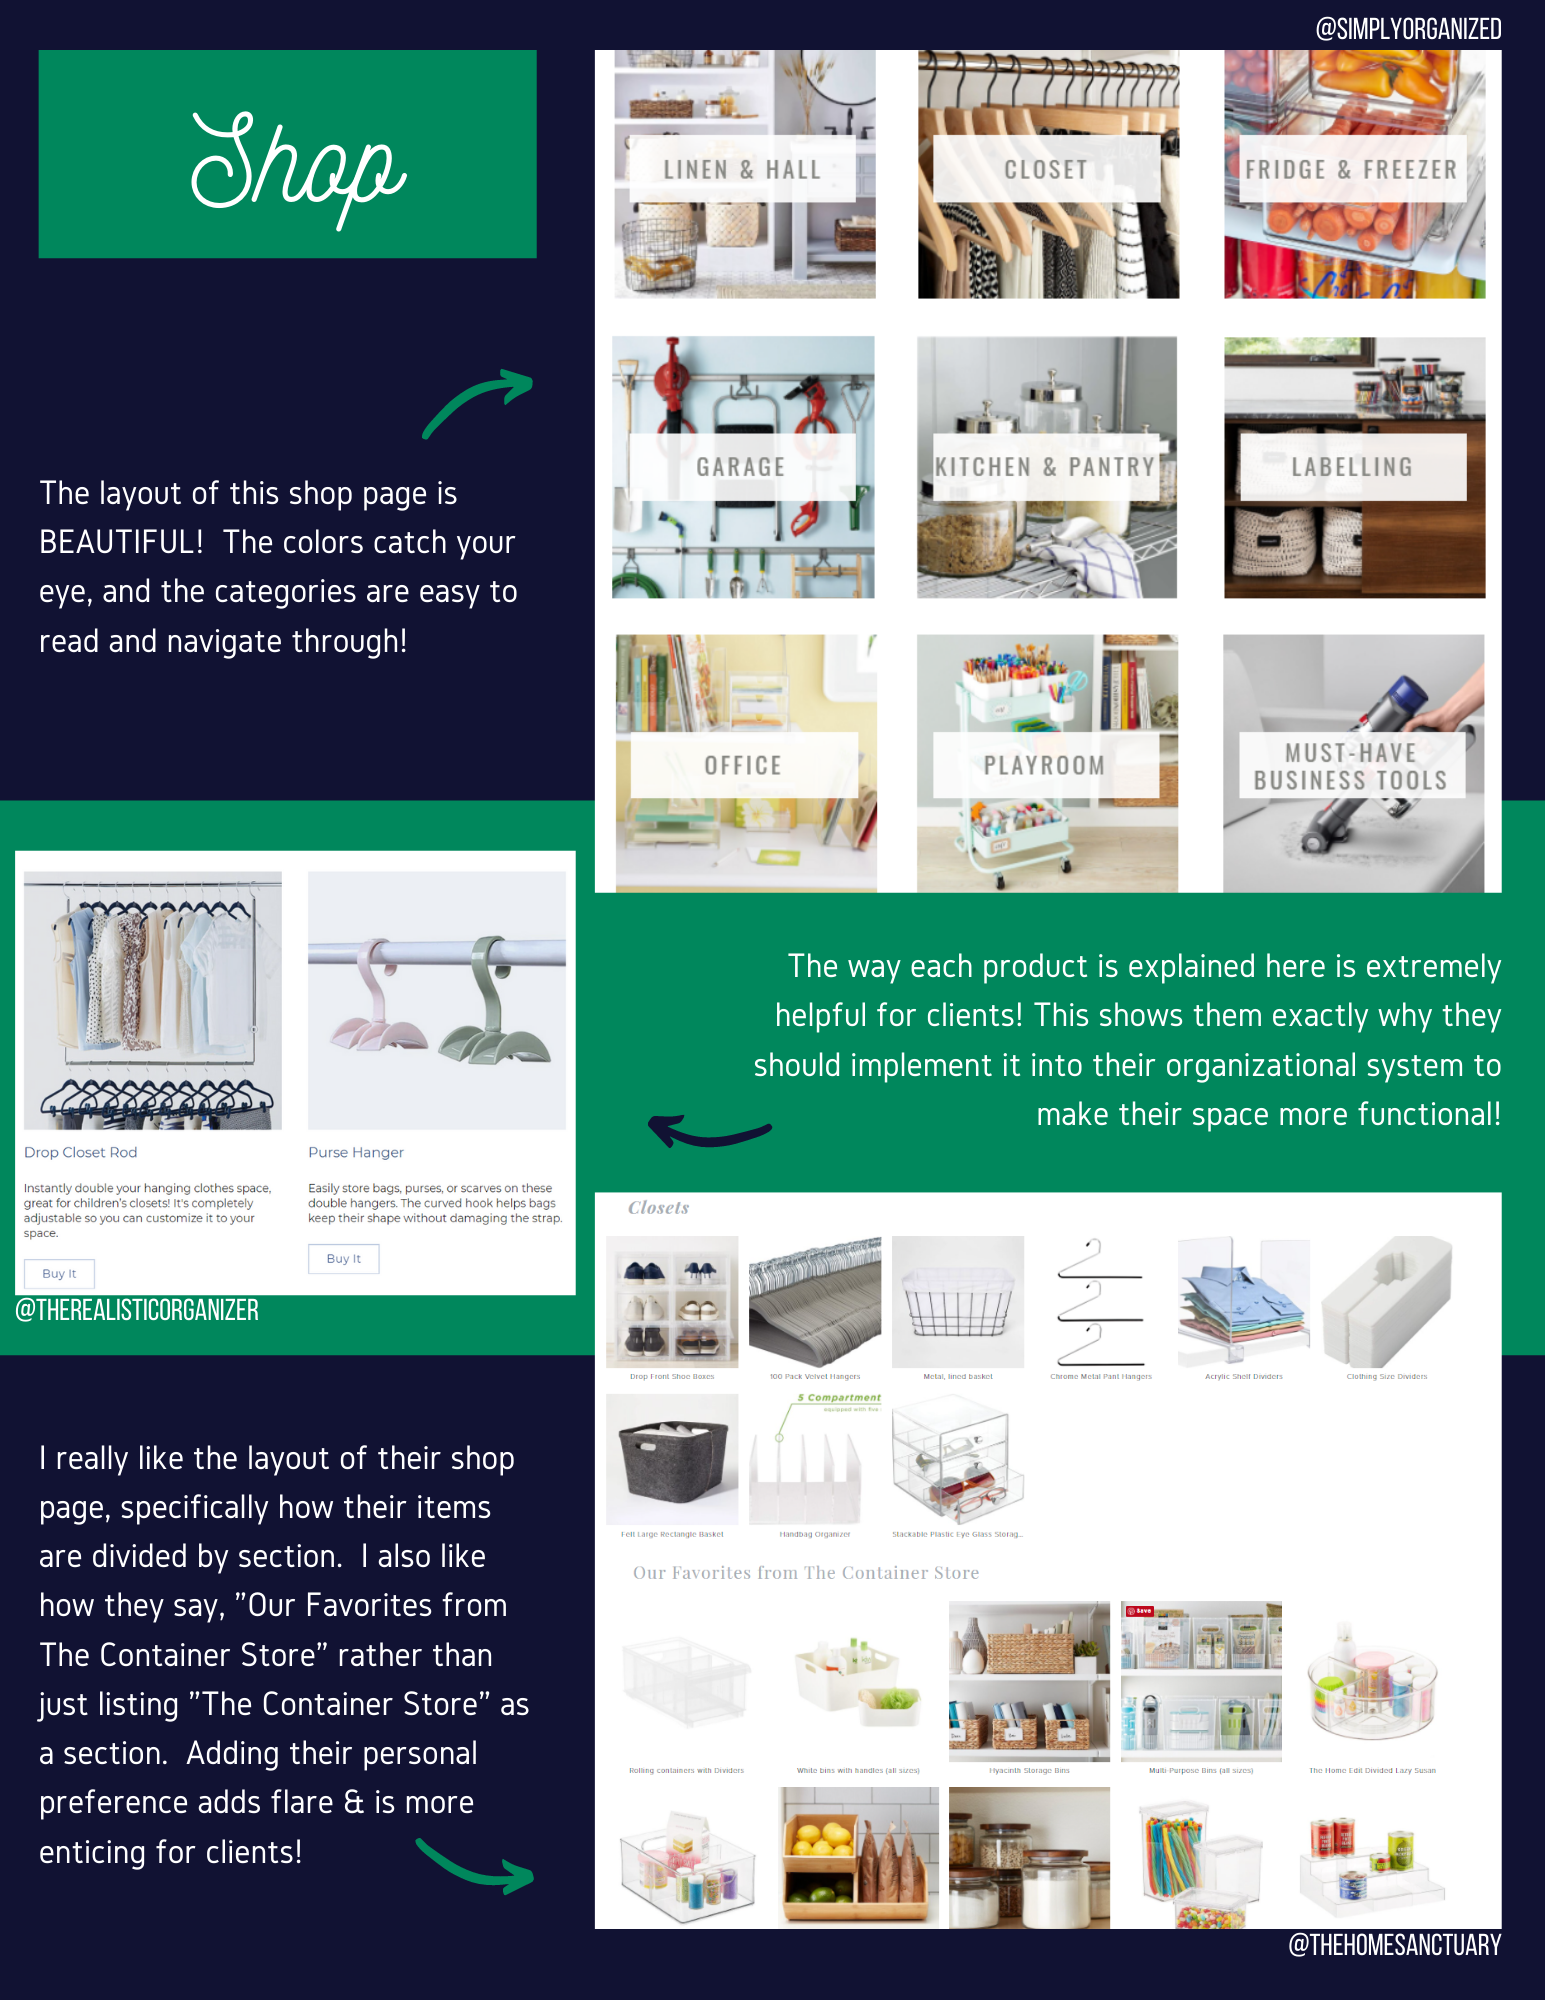 @SIMPLYORGANIZED
Shop
LINEN & HALL
CLOSET
FRIDGE & FREEZER
GARAGE
KITCHEN & PANTRY
LABELLING
OFFICE
PLAYROOM
MUST-HAVE
BUSINESS TOOLS
The layout of this shop page is
BEAUTIFUL! The colors catch your
eye, and the categories are easy to
read and navigate through!
Drop Closet Rod
Instantly double your hanging clothes space,
great for children's closets! It's completely
adjustable so you can customize it to your
space.
Buy It
Purse Hanger
Easily store bags, purses, or scarves on these
double hangers. The curved hook helps bags
keep their shape without damaging the strap.
Buy It
@THEREALISTICORGANIZER
The way each product is explained here is extremely
helpful for clients! This shows them exactly why they
should implement it into their organizational system to
make their space more functional!
Closets
Drop Front Shoe Boxes
100 Pack Velvet Hangers
Metal, lined basket
Chrome Metal Pant Hangers
Acrylic Shelf Dividers
Clothing Size Dividers
5 Compartment
equipped with five
Felt Large Rectangle Basket
Handbag Organizer
Stackable Plastic Eye Glass Storag...
Our Favorites from The Container Store
Save
Rolling containers with Dividers
White bins with handles (all sizes)
Hyacinth Storage Bins
Multi-Purpose Bins (all sizes)
The Home Edit Divided Lazy Susan
I really like the layout of their shop
page, specifically how their items
are divided by section. I also like
how they say, "Our Favorites from
The Container Store" rather than
just listing "The Container Store" as
a section. Adding their personal
preference adds flare & is more
enticing for clients!
@THEHOMESANCTUARY